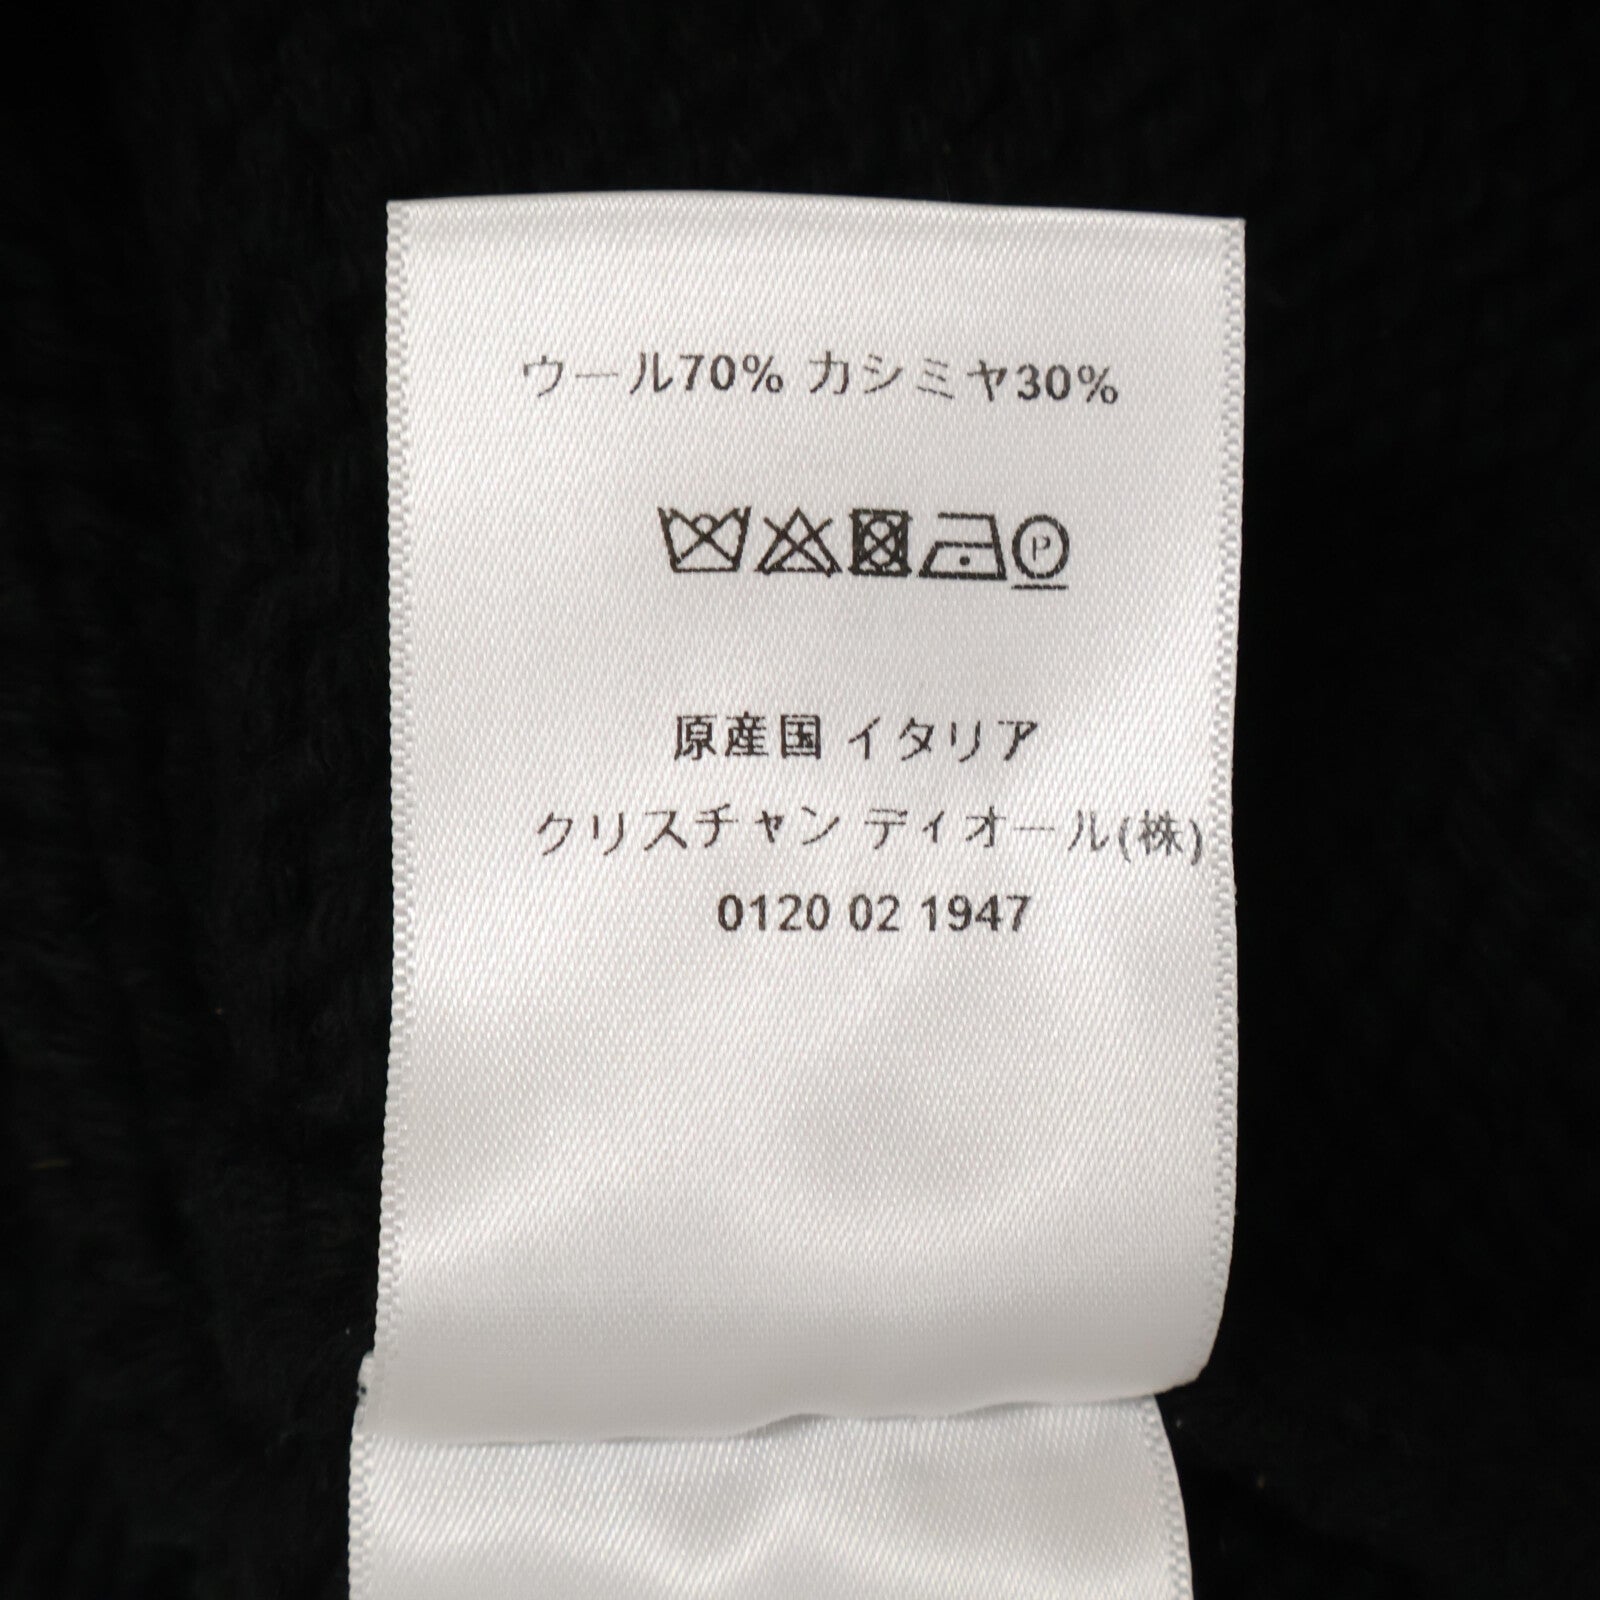 ウール70% カシミヤ30%
P
原産国 イタリア
クリスチャン ディオール(株)
0120 02 1947